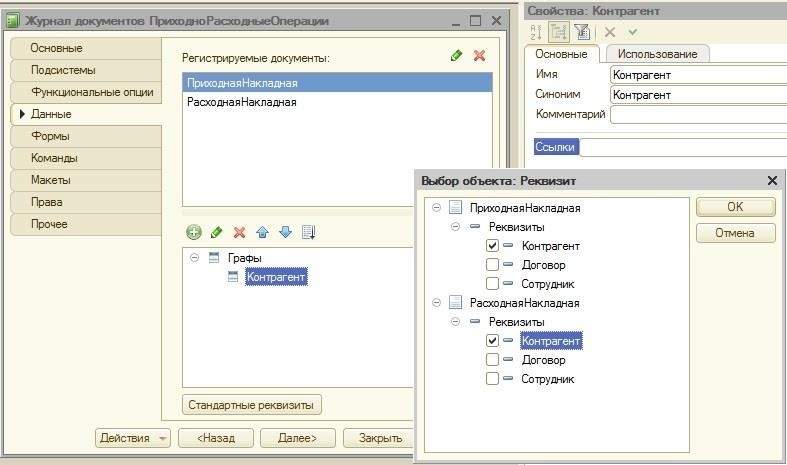 Журнал документов ПриходноРасходныеОперации
Основные
Подсистемы
Функциональные опции
Данные
Формы
Команды
Макеты
Права
Прочее
Регистрируемые документы:
ПриходнаяНакладная
РасходнаяНакладная
Графы
Контрагент
Стандартные реквизиты
Действия
<Назад
Далее>
Закрыть
Свойства: Контрагент
Основные
Использование
Имя
Контрагент
Синоним
Контрагент
Комментарий
Ссылки
Выбор объекта: Реквизит
ПриходнаяНакладная
Реквизиты
Контрагент
Договор
Сотрудник
РасходнаяНакладная
Реквизиты
Контрагент
Договор
Сотрудник
OK
Отмена